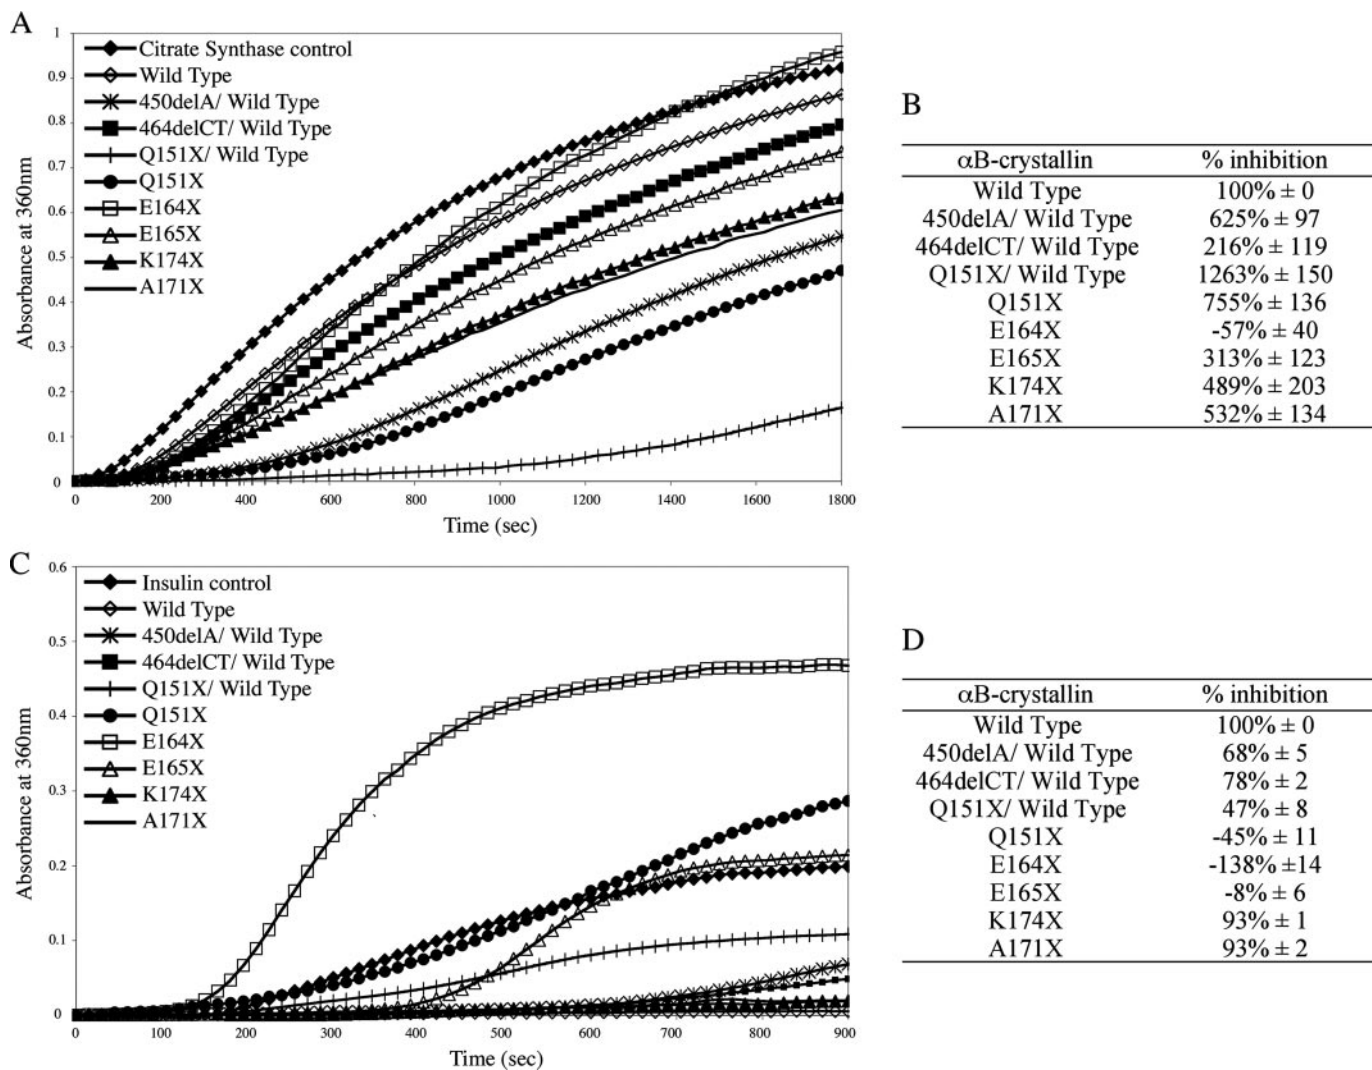 A
1
0.9
0.8
0.7
0.6
0.5
0.4
0.3
0.2
0.1
0
Absorbance at 360nm
Citrate Synthase control
Wild Type
450delA/ Wild Type
464delCT/ Wild Type
Q151X/ Wild Type
Q151X
E164X
E165X
K174X
A171X
0 200 400 600 800 1000 1200 1400 1600 1800
Time (sec)
B
αB-crystallin % inhibition
Wild Type 100% ± 0
450delA/ Wild Type 625% ± 97
464delCT/ Wild Type 216% ± 119
Q151X/ Wild Type 1263% ± 150
Q151X 755% ± 136
E164X -57% ± 40
E165X 313% ± 123
K174X 489% ± 203
A171X 532% ± 134
C
0.6
0.5
0.4
0.3
0.2
0.1
0
Absorbance at 360nm
Insulin control
Wild Type
450delA/ Wild Type
464delCT/ Wild Type
Q151X/ Wild Type
Q151X
E164X
E165X
K174X
A171X
0 100 200 300 400 500 600 700 800 900
Time (sec)
D
αB-crystallin % inhibition
Wild Type 100% ± 0
450delA/ Wild Type 68% ± 5
464delCT/ Wild Type 78% ± 2
Q151X/ Wild Type 47% ± 8
Q151X -45% ± 11
E164X -138% ±14
E165X -8% ± 6
K174X 93% ± 1
A171X 93% ± 2